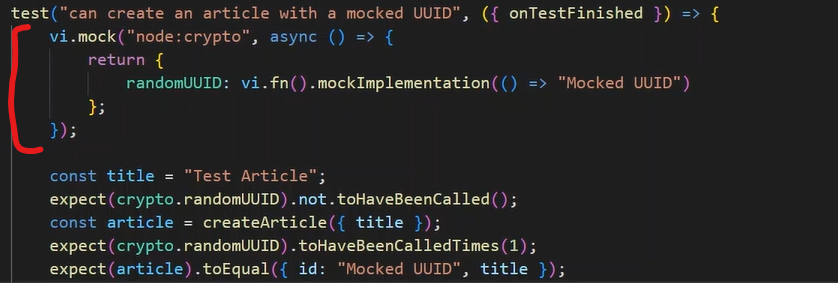 test("can create an article with a mocked UUID", ({ onTestFinished }) => {
vi.mock("node:crypto", async () => {
return {
randomUUID: vi.fn().mockImplementation(() => "Mocked UUID")
};
});
const title = "Test Article";
expect(crypto.randomUUID).not.toHaveBeenCalled();
const article = createArticle({ title });
expect(crypto.randomUUID).toHaveBeenCalledTimes(1);
expect(article).toEqual({ id: "Mocked UUID", title });